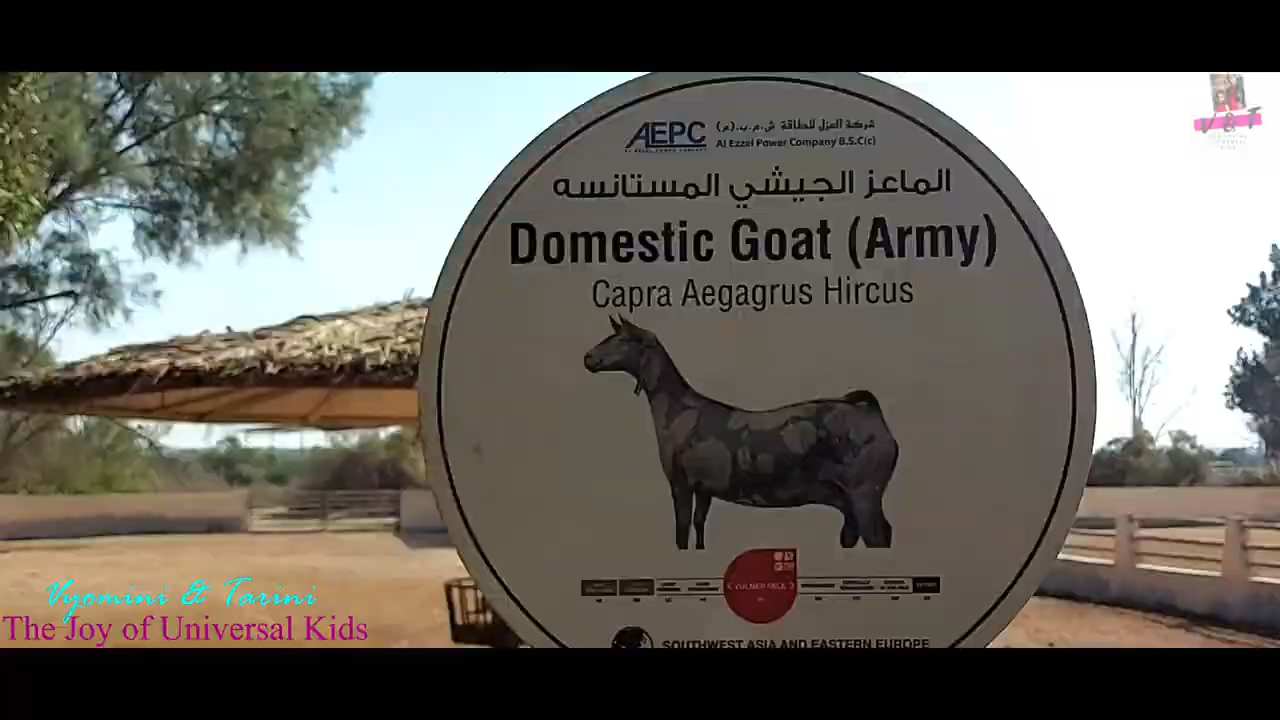 AEPC
شركة العزل للطاقة ش.م.ب.(م)
Al Ezzel Power Company B.S.C(c)
الماعز الجيشي المستانسه
Domestic Goat (Army)
Capra Aegagrus Hircus
SOUTHWEST ASIA AND EASTERN EUROPE
V & T
Vyomini & Tarini
The Joy of Universal Kids